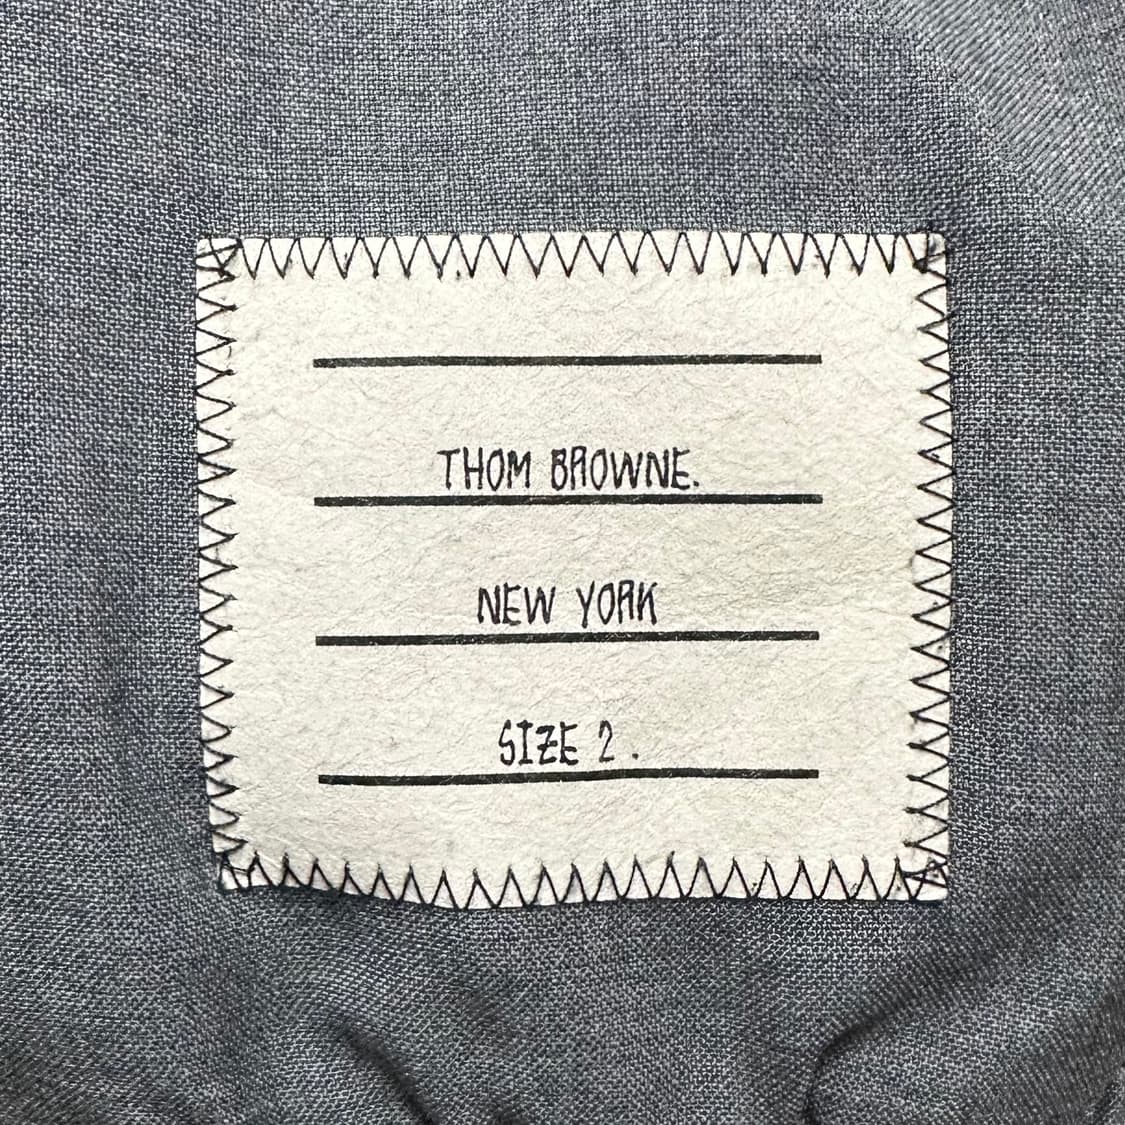 THOM BROWNE.
NEW YORK
SIZE 2.